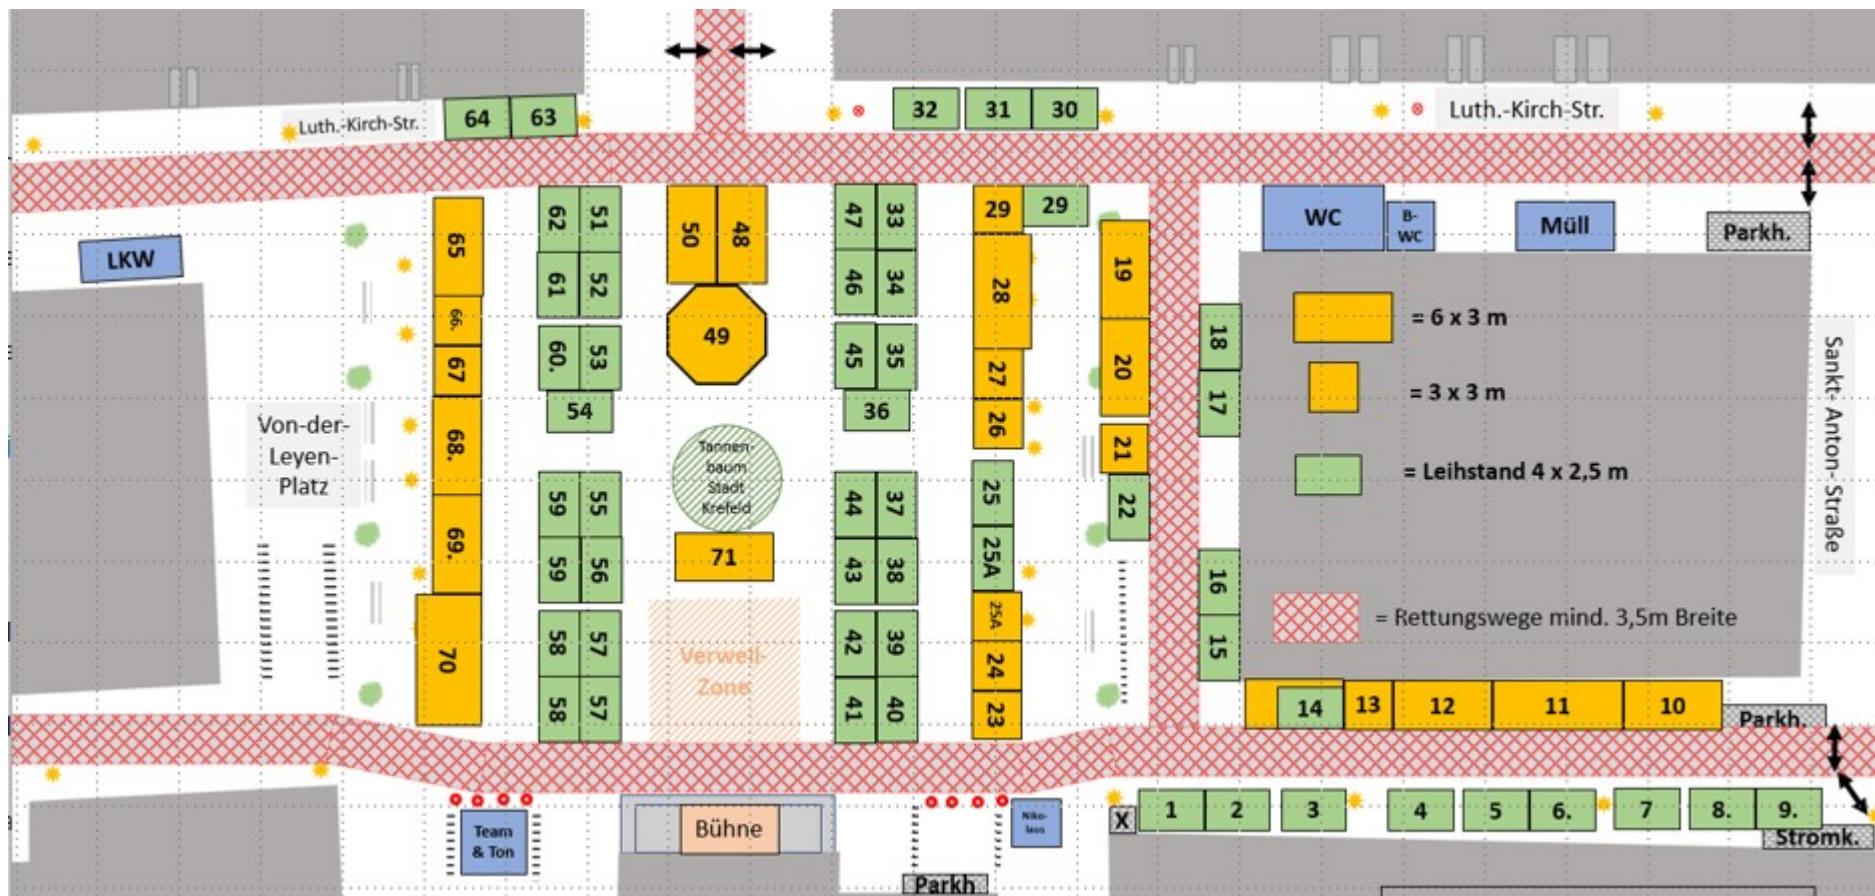 Luth.-Kirch-Str.
64
63
32
31
30
Luth.-Kirch-Str.
LKW
65
66.
67
68.
69.
70
62
51
61
52
60.
53
54
59
55
59
56
58
57
58
57
50
48
49
Tannen-
baum
Stadt
Krefeld
71
Verweil-
Zone
47
33
46
34
45
35
36
44
37
43
38
42
39
41
40
29
29
28
27
26
25
25A
25A
24
23
19
20
21
22
18
17
16
15
WC
B-
WC
Müll
Parkh.
= 6 x 3 m
= 3 x 3 m
= Leihstand 4 x 2,5 m
= Rettungswege mind. 3,5m Breite
Sankt- Anton- Straße
Von-der-
Leyen-
Platz
14
13
12
11
10
Parkh.
Team
& Ton
Bühne
Niko-
laus
Parkh
X
1
2
3
4
5
6.
7
8.
9.
Stromk.